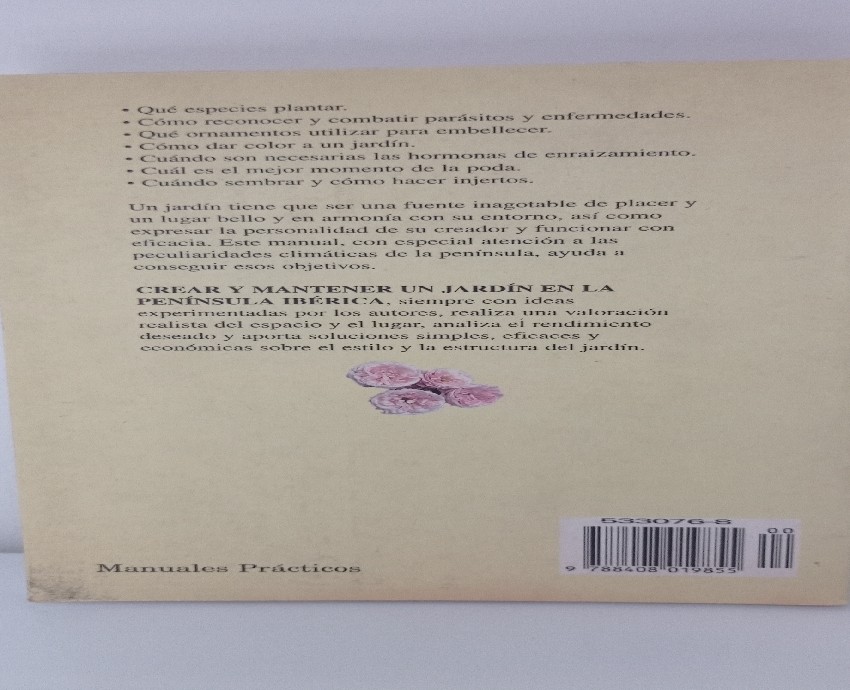 • Qué especies plantar.
• Cómo reconocer y combatir parásitos y enfermedades.
• Qué ornamentos utilizar para embellecer.
• Cómo dar color a un jardín.
• Cuándo son necesarias las hormonas de enraizamiento.
• Cuál es el mejor momento de la poda.
• Cuándo sembrar y cómo hacer injertos.
Un jardín tiene que ser una fuente inagotable de placer y
un lugar bello y en armonía con su entorno, así como
expresar la personalidad de su creador y funcionar con
eficacia. Este manual, con especial atención a las
peculiaridades climáticas de la península, ayuda a
conseguir esos objetivos.
CREAR Y MANTENER UN JARDÍN EN LA
PENÍNSULA IBÉRICA, siempre con ideas
experimentadas por los autores, realiza una valoración
realista del espacio y el lugar, analiza el rendimiento
deseado y aporta soluciones simples, eficaces y
económicas sobre el estilo y la estructura del jardín.
533076-8
00
9 788408 019855
Manuales Prácticos